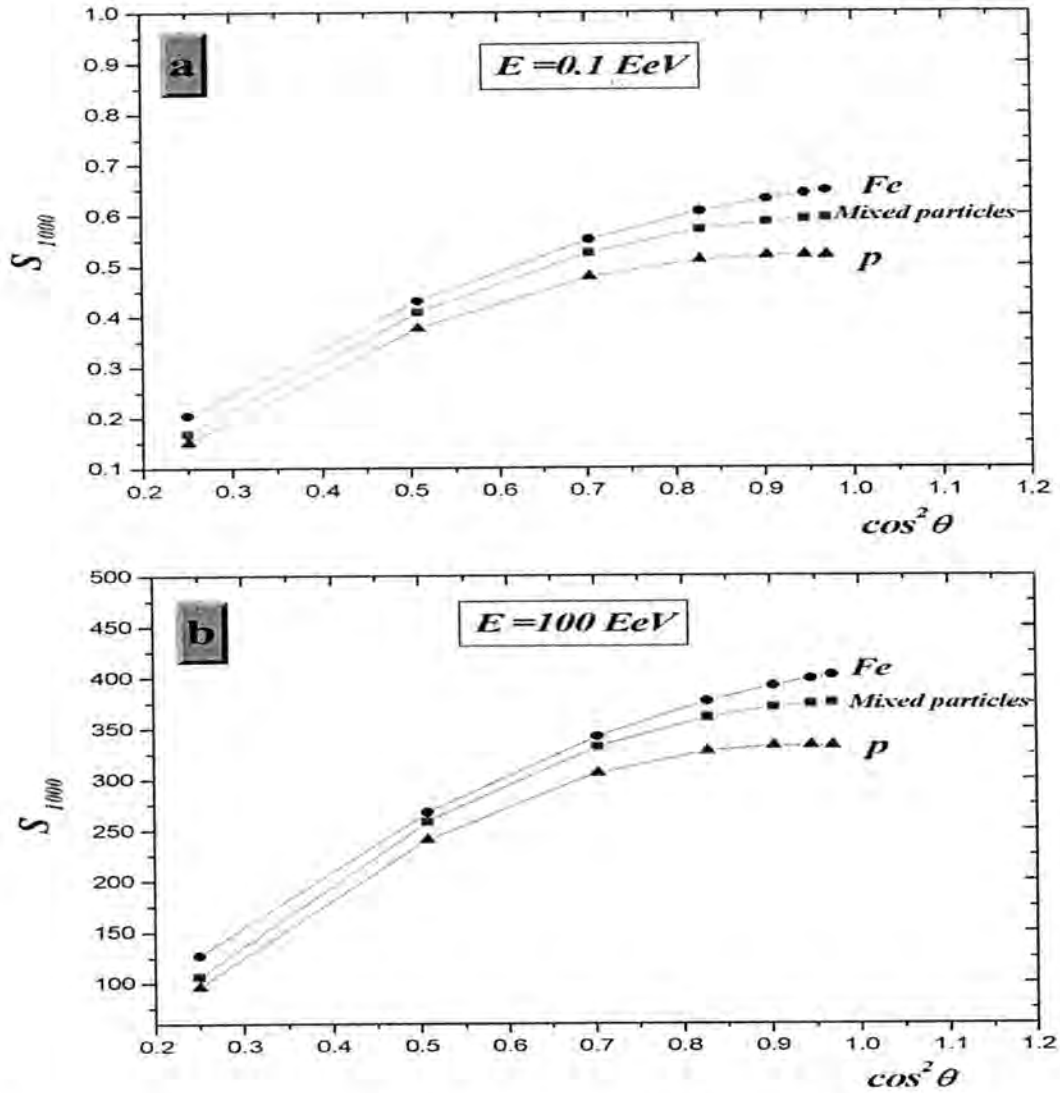 a
E =0.1 EeV
1.0
0.9
0.8
0.7
0.6
0.5
0.4
0.3
0.2
0.1
S 1000
Fe
Mixed particles
p
0.2 0.3 0.4 0.5 0.6 0.7 0.8 0.9 1.0 1.1 1.2
cos² θ
b
E =100 EeV
500
450
400
350
300
250
200
150
100
S 1000
Fe
Mixed particles
p
0.2 0.3 0.4 0.5 0.6 0.7 0.8 0.9 1.0 1.1 1.2
cos² θ